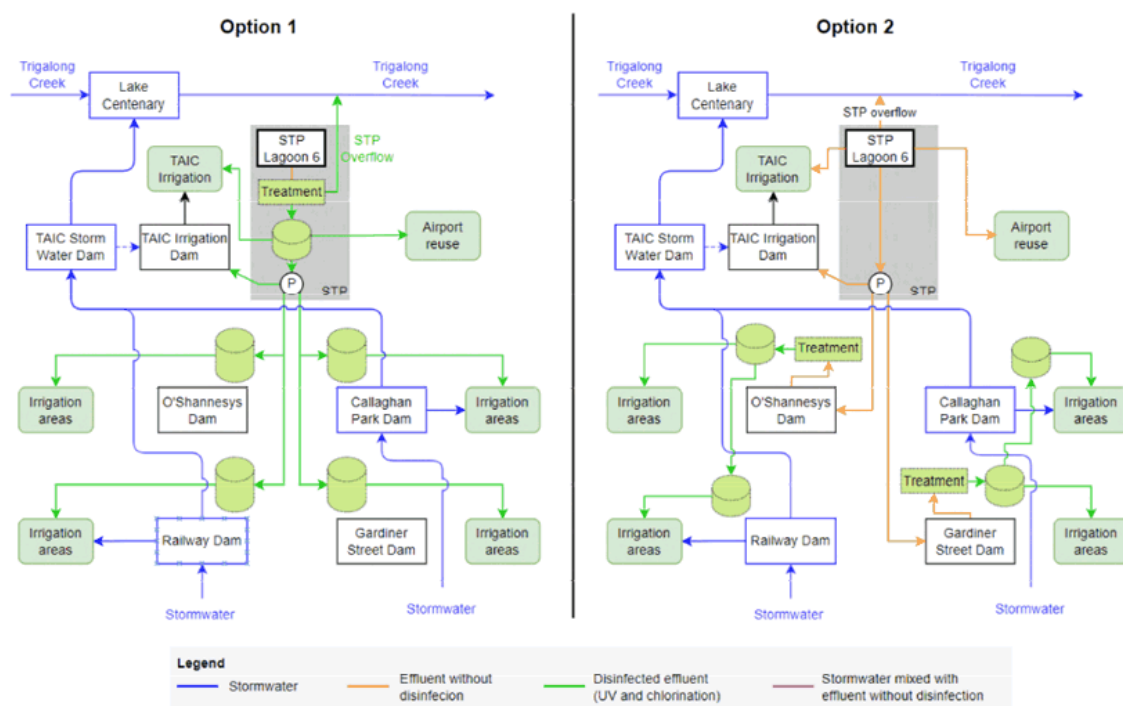 Option 1
Trigalong
Creek
Lake
Centenary
Trigalong
Creek
STP
Lagoon 6
STP
Overflow
TAIC
Irrigation
Treatment
TAIC Storm
Water Dam
TAIC Irrigation
Dam
Airport
reuse
P
STP
Irrigation
areas
O'Shannesys
Dam
Callaghan
Park Dam
Irrigation
areas
Irrigation
areas
Railway Dam
Gardiner
Street Dam
Irrigation
areas
Stormwater
Stormwater
Option 2
Trigalong
Creek
Lake
Centenary
Trigalong
Creek
STP overflow
STP
Lagoon 6
TAIC
Irrigation
TAIC Storm
Water Dam
TAIC Irrigation
Dam
Airport
reuse
P
STP
Treatment
Irrigation
areas
O'Shannesys
Dam
Callaghan
Park Dam
Irrigation
areas
Treatment
Irrigation
areas
Railway Dam
Gardiner
Street Dam
Irrigation
areas
Stormwater
Stormwater
Legend
Stormwater
Effluent without
disinfecion
Disinfected effluent
(UV and chlorination)
Stormwater mixed with
effluent without disinfection